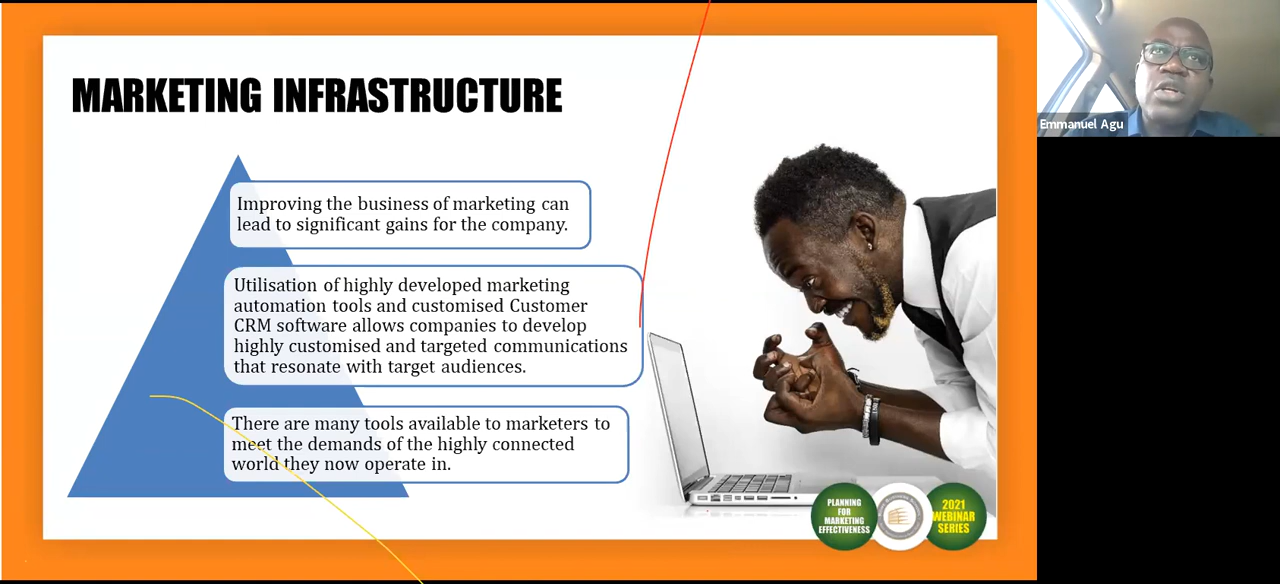 MARKETING INFRASTRUCTURE
Improving the business of marketing can
lead to significant gains for the company.
Utilisation of highly developed marketing
automation tools and customised Customer
CRM software allows companies to develop
highly customised and targeted communications
that resonate with target audiences.
There are many tools available to marketers to
meet the demands of the highly connected
world they now operate in.
PLANNING
FOR
MARKETING
EFFECTIVENESS
2021
WEBINAR
SERIES
Emmanuel Agu